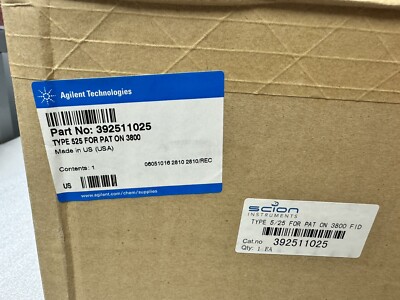 Agilent Technologies
Part No: 392511025
TYPE 525 FOR PAT ON 3800
Made in US (USA)
Contents: 1
06051016 2810 2810/REC
US
www.agilent.com/chem/supplies
scion
INSTRUMENTS
TYPE 5/25 FOR PAT ON 3800 FID
Cat.no 392511025
Qty: 1 EA